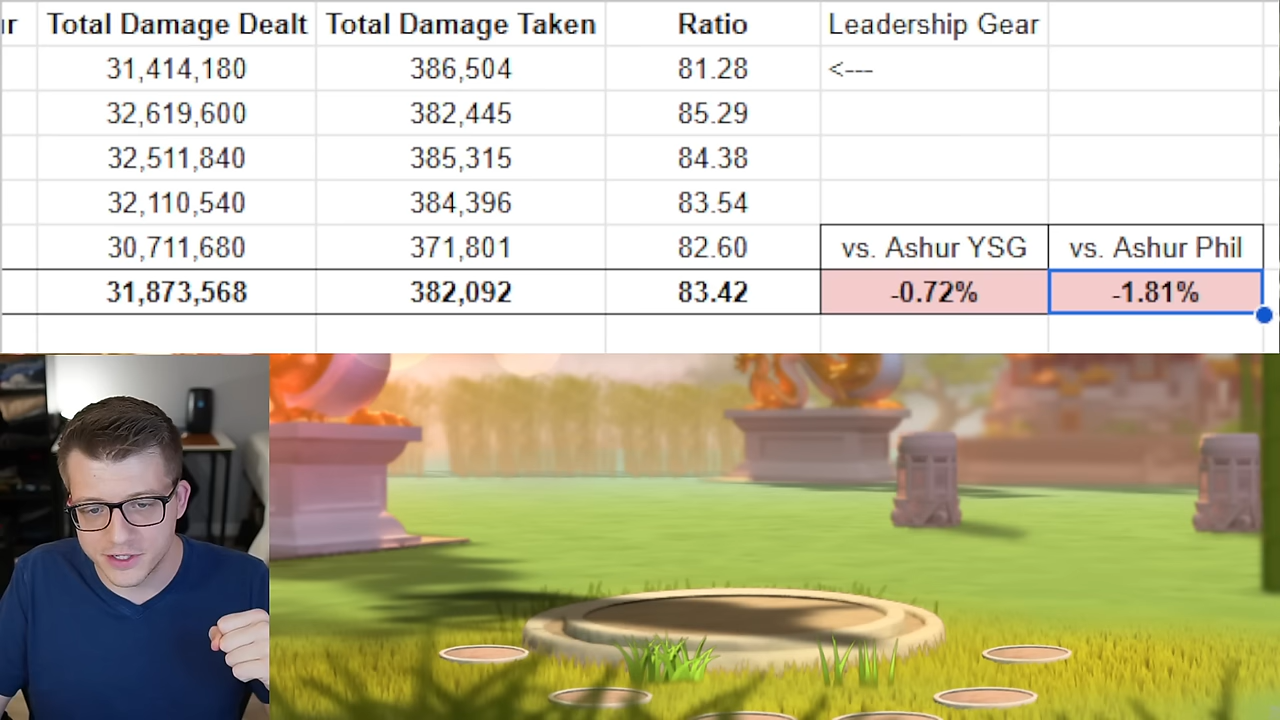 Total Damage Dealt Total Damage Taken Ratio Leadership Gear
31,414,180 386,504 81.28 <---
32,619,600 382,445 85.29
32,511,840 385,315 84.38
32,110,540 384,396 83.54
30,711,680 371,801 82.60 vs. Ashur YSG vs. Ashur Phil
31,873,568 382,092 83.42 -0.72% -1.81%